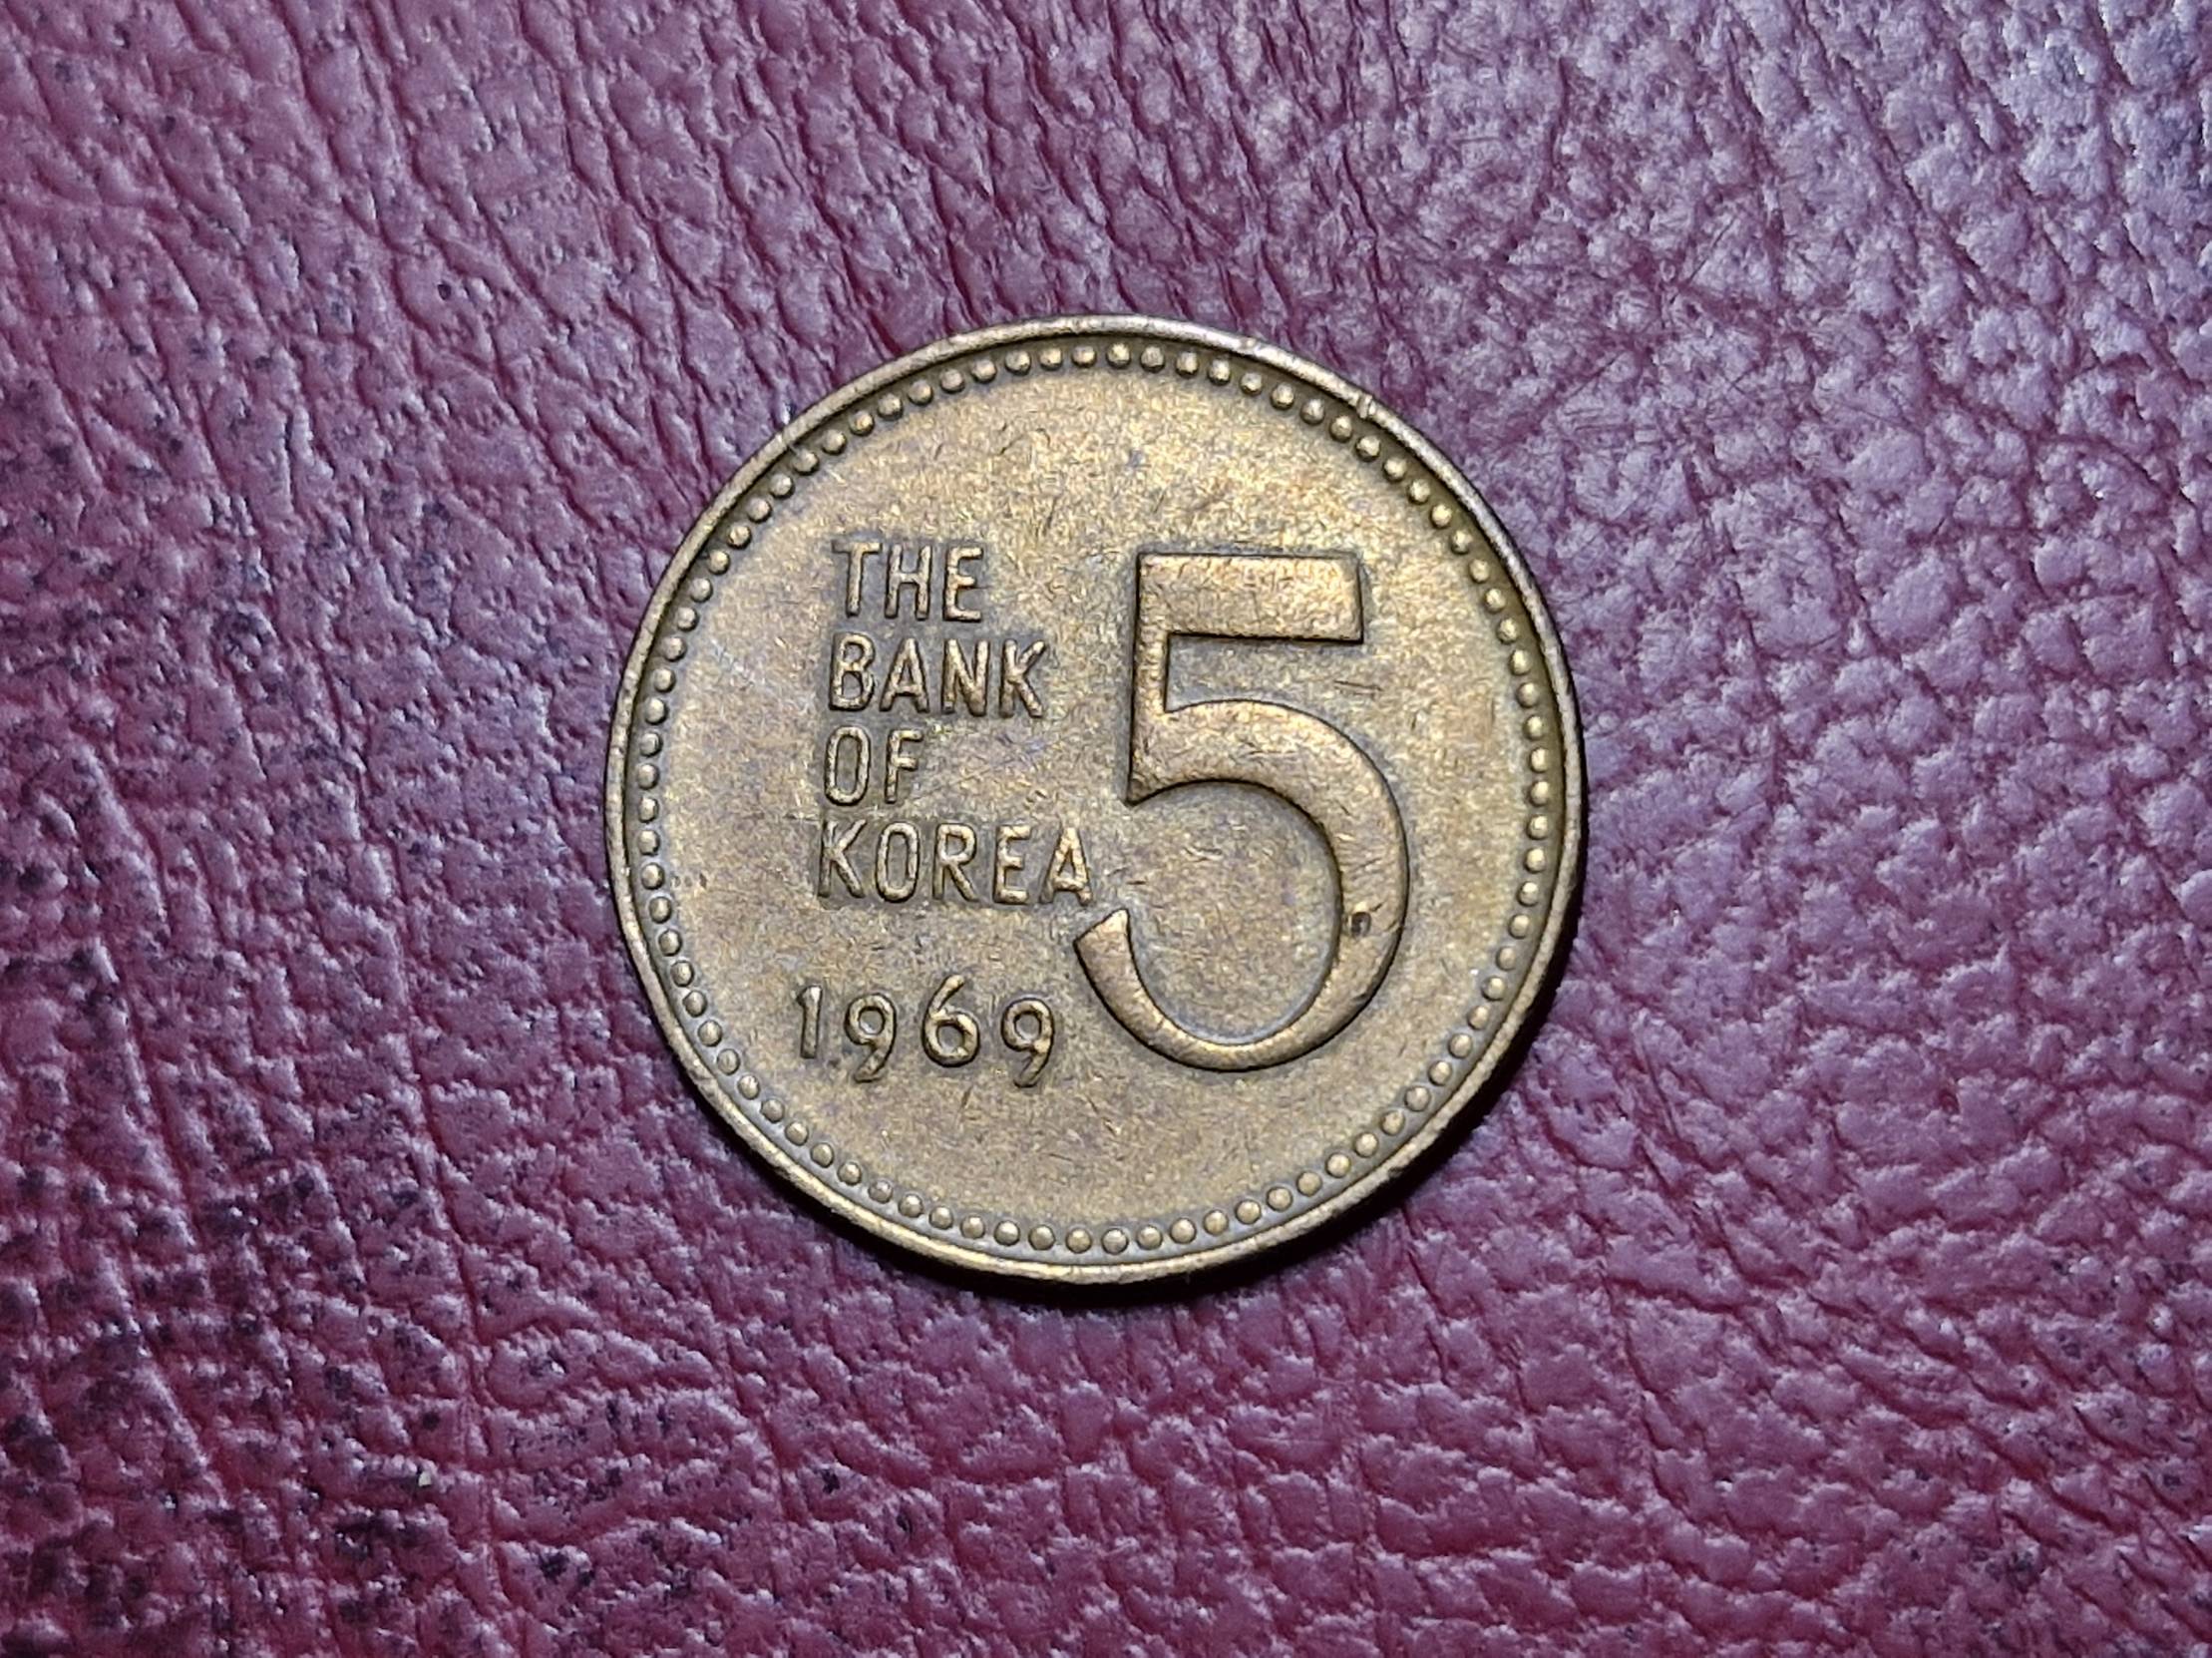 THE
BANK
OF
KOREA
1969
5